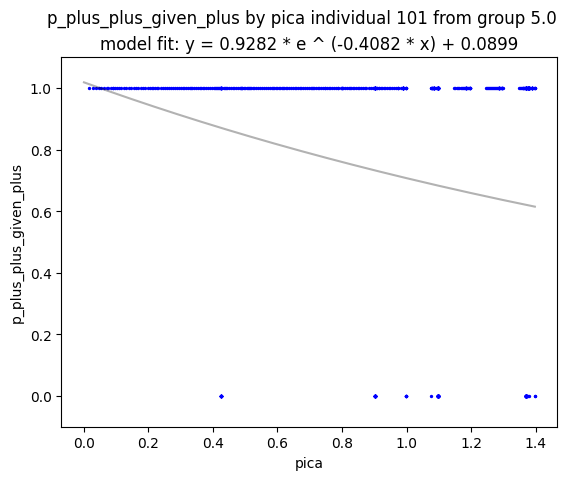 p_plus_plus_given_plus by pica individual 101 from group 5.0
model fit: y = 0.9282 * e ^ (-0.4082 * x) + 0.0899
p_plus_plus_given_plus
1.0
0.8
0.6
0.4
0.2
0.0
0.0 0.2 0.4 0.6 0.8 1.0 1.2 1.4
pica